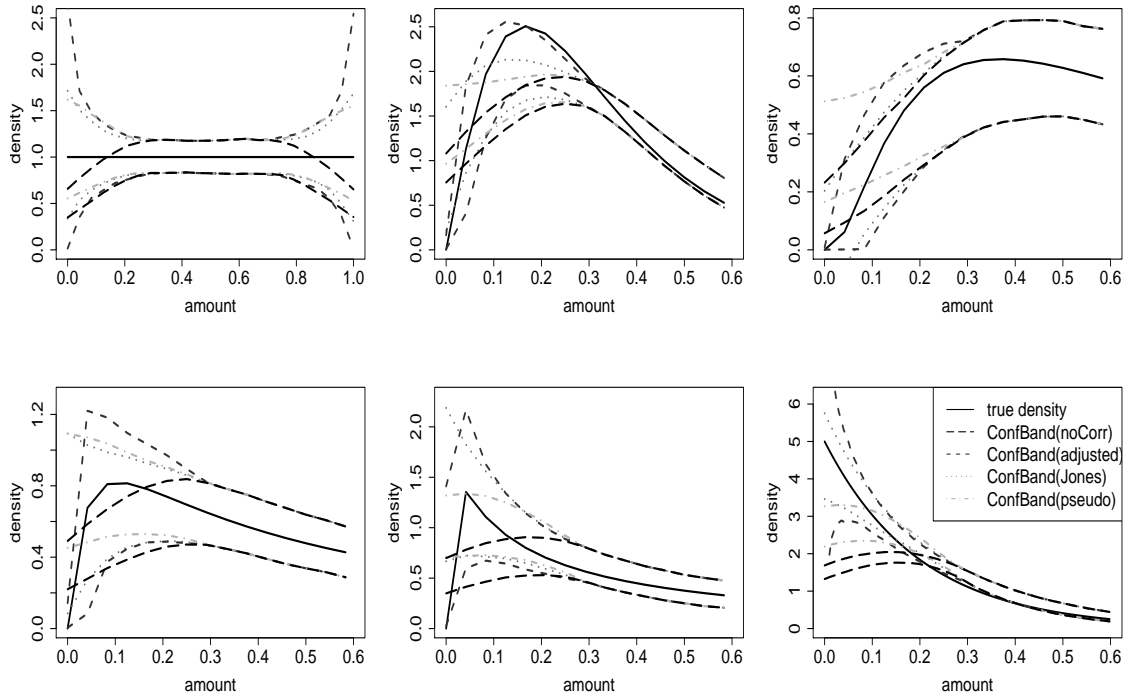 2.5
2.0
1.5
1.0
0.5
0.0
density
0.0 0.2 0.4 0.6 0.8 1.0
amount
2.5
2.0
1.5
1.0
0.5
0.0
density
0.0 0.1 0.2 0.3 0.4 0.5 0.6
amount
0.8
0.6
0.4
0.2
0.0
density
0.0 0.1 0.2 0.3 0.4 0.5 0.6
amount
1.2
0.8
0.4
0.0
density
0.0 0.1 0.2 0.3 0.4 0.5 0.6
amount
2.0
1.5
1.0
0.5
0.0
density
0.0 0.1 0.2 0.3 0.4 0.5 0.6
amount
6
5
4
3
2
1
0
density
0.0 0.1 0.2 0.3 0.4 0.5 0.6
amount
true density
ConfBand(noCorr)
ConfBand(adjusted)
ConfBand(Jones)
ConfBand(pseudo)